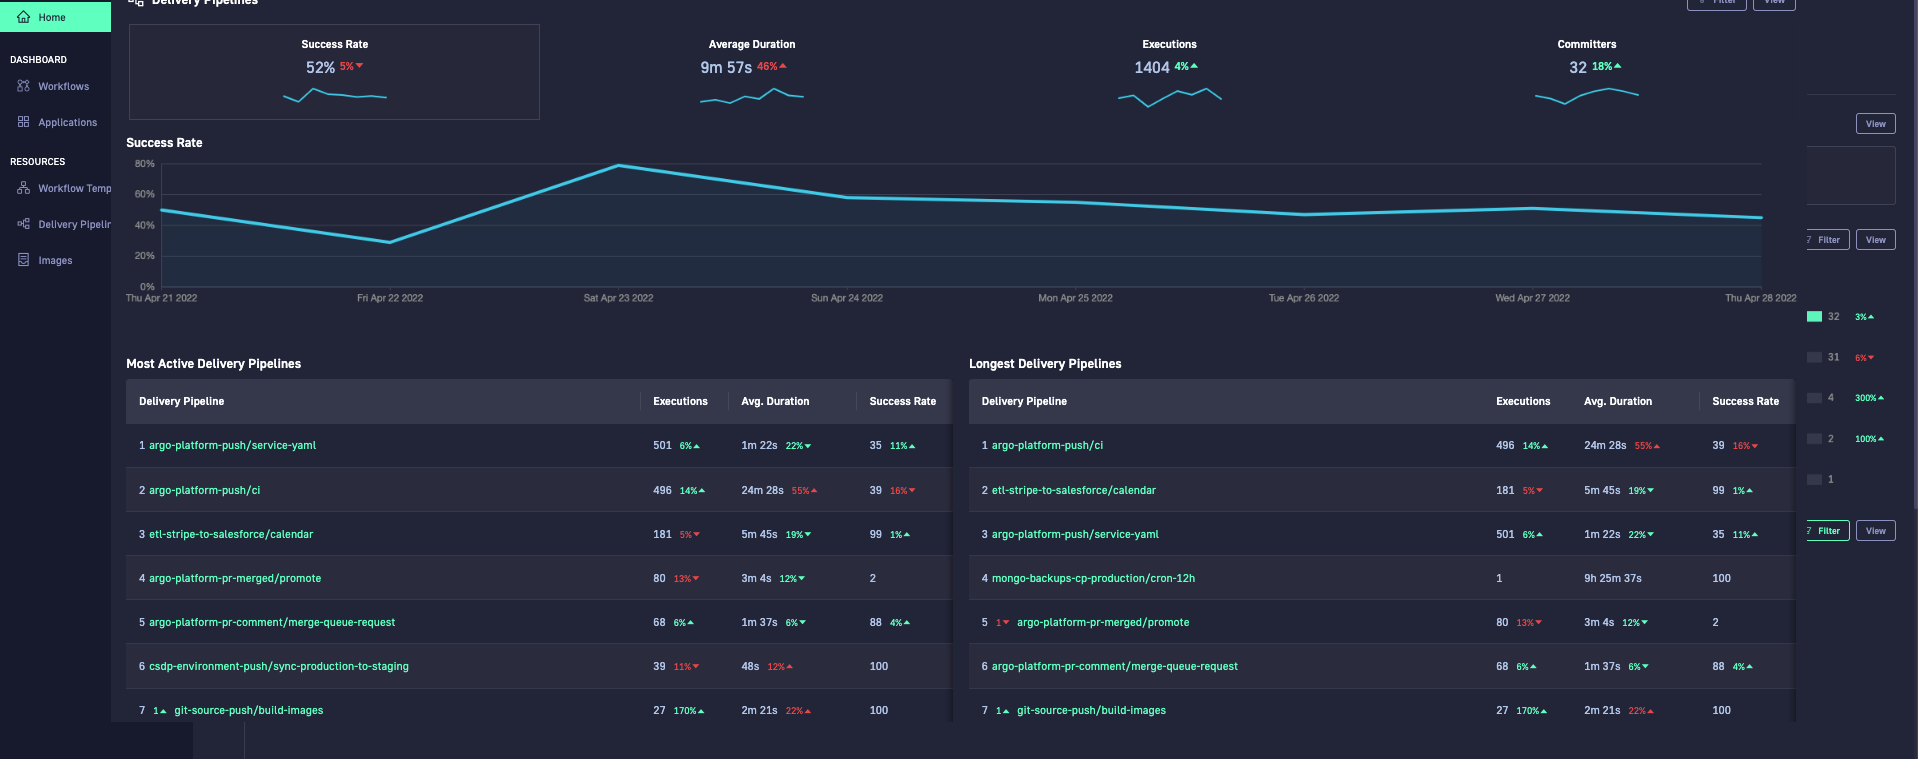 Home
Delivery Pipelines
Filter
View
DASHBOARD
Workflows
Applications
RESOURCES
Workflow Temp
Delivery Pipelin
Images
Success Rate
52% 5%
Average Duration
9m 57s 46%
Executions
1404 4%
Committers
32 18%
View
Success Rate
80%
60%
40%
20%
0%
Thu Apr 21 2022
Fri Apr 22 2022
Sat Apr 23 2022
Sun Apr 24 2022
Mon Apr 25 2022
Tue Apr 26 2022
Wed Apr 27 2022
Thu Apr 28 2022
Filter
View
32 3%
31 6%
4 300%
2 100%
1
Filter
View
Most Active Delivery Pipelines
Delivery Pipeline Executions Avg. Duration Success Rate
1 argo-platform-push/service-yaml 501 6% 1m 22s 22% 35 11%
2 argo-platform-push/ci 496 14% 24m 28s 55% 39 16%
3 etl-stripe-to-salesforce/calendar 181 5% 5m 45s 19% 99 1%
4 argo-platform-pr-merged/promote 80 13% 3m 4s 12% 2
5 argo-platform-pr-comment/merge-queue-request 68 6% 1m 37s 6% 88 4%
6 csdp-environment-push/sync-production-to-staging 39 11% 48s 12% 100
7 1 git-source-push/build-images 27 170% 2m 21s 22% 100
Longest Delivery Pipelines
Delivery Pipeline Executions Avg. Duration Success Rate
1 argo-platform-push/ci 496 14% 24m 28s 55% 39 16%
2 etl-stripe-to-salesforce/calendar 181 5% 5m 45s 19% 99 1%
3 argo-platform-push/service-yaml 501 6% 1m 22s 22% 35 11%
4 mongo-backups-cp-production/cron-12h 1 9h 25m 37s 100
5 1 argo-platform-pr-merged/promote 80 13% 3m 4s 12% 2
6 argo-platform-pr-comment/merge-queue-request 68 6% 1m 37s 6% 88 4%
7 1 git-source-push/build-images 27 170% 2m 21s 22% 100